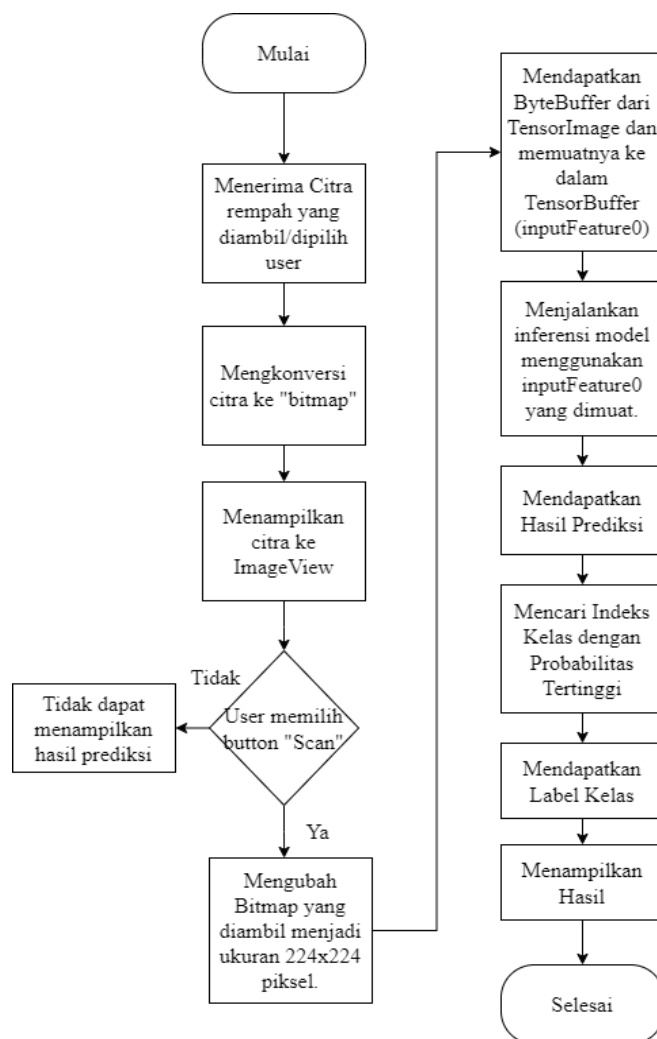 Mulai
Menerima Citra
rempah yang
diambil/dipilih
user
Mengkonversi
citra ke "bitmap"
Menampilkan
citra ke
ImageView
User memilih
button "Scan"
Tidak
Tidak dapat
menampilkan
hasil prediksi
Ya
Mengubah
Bitmap yang
diambil menjadi
ukuran 224x224
piksel.
Mendapatkan
ByteBuffer dari
TensorImage dan
memuatnya ke
dalam
TensorBuffer
(inputFeature0)
Menjalankan
inferensi model
menggunakan
inputFeature0
yang dimuat.
Mendapatkan
Hasil Prediksi
Mencari Indeks
Kelas dengan
Probabilitas
Tertinggi
Mendapatkan
Label Kelas
Menampilkan
Hasil
Selesai